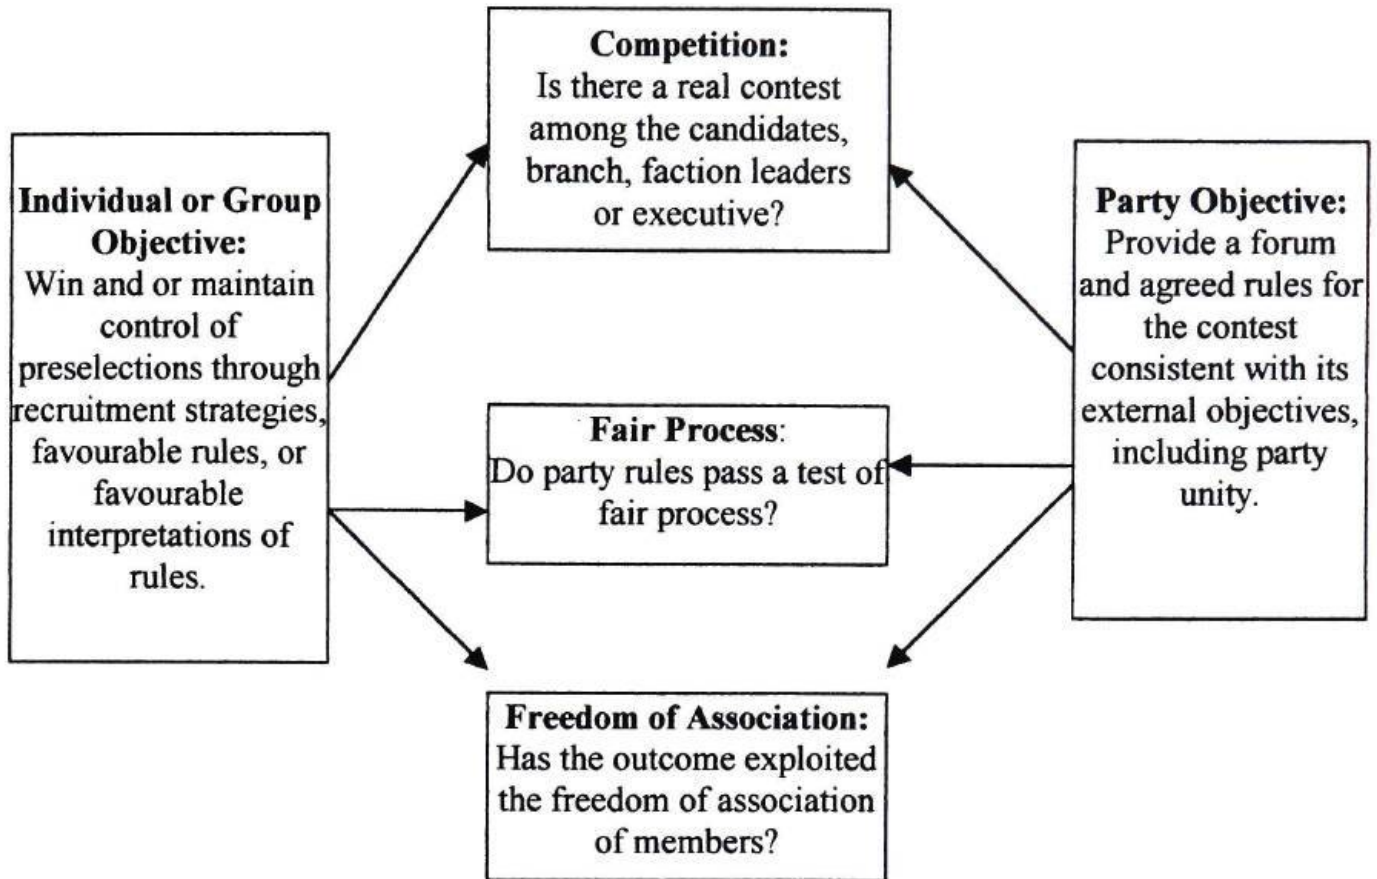 Competition:
Is there a real contest
among the candidates,
branch, faction leaders
or executive?
Individual or Group
Objective:
Win and or maintain
control of
preselections through
recruitment strategies,
favourable rules, or
favourable
interpretations of
rules.
Party Objective:
Provide a forum
and agreed rules for
the contest
consistent with its
external objectives,
including party
unity.
Fair Process:
Do party rules pass a test of
fair process?
Freedom of Association:
Has the outcome exploited
the freedom of association
of members?